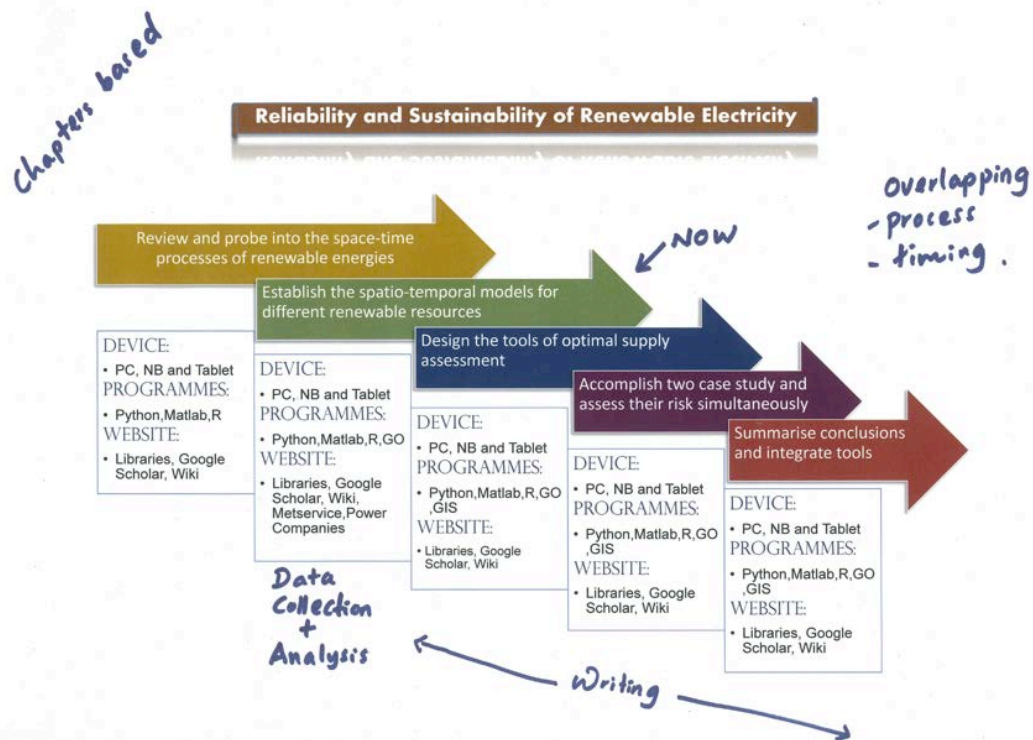 Chapters based
Reliability and Sustainability of Renewable Electricity
overlapping
- process
- timing.
Review and probe into the space-time
processes of renewable energies
NOW
Establish the spatio-temporal models for
different renewable resources
Design the tools of optimal supply
assessment
Accomplish two case study and
assess their risk simultaneously
Summarise conclusions
and integrate tools
DEVICE:
• PC, NB and Tablet
PROGRAMMES:
• Python,Matlab,R
WEBSITE:
• Libraries, Google
Scholar, Wiki
DEVICE:
• PC, NB and Tablet
PROGRAMMES:
• Python,Matlab,R,GO
WEBSITE:
• Libraries, Google
Scholar, Wiki,
Metservice,Power
Companies
DEVICE:
• PC, NB and Tablet
PROGRAMMES:
• Python,Matlab,R,GO
,GIS
WEBSITE:
• Libraries, Google
Scholar, Wiki
DEVICE:
• PC, NB and Tablet
PROGRAMMES:
• Python,Matlab,R,GO
,GIS
WEBSITE:
• Libraries, Google
Scholar, Wiki
DEVICE:
• PC, NB and Tablet
PROGRAMMES:
• Python,Matlab,R,GO
,GIS
WEBSITE:
• Libraries, Google
Scholar, Wiki
Data
Collection
+
Analysis
Writing